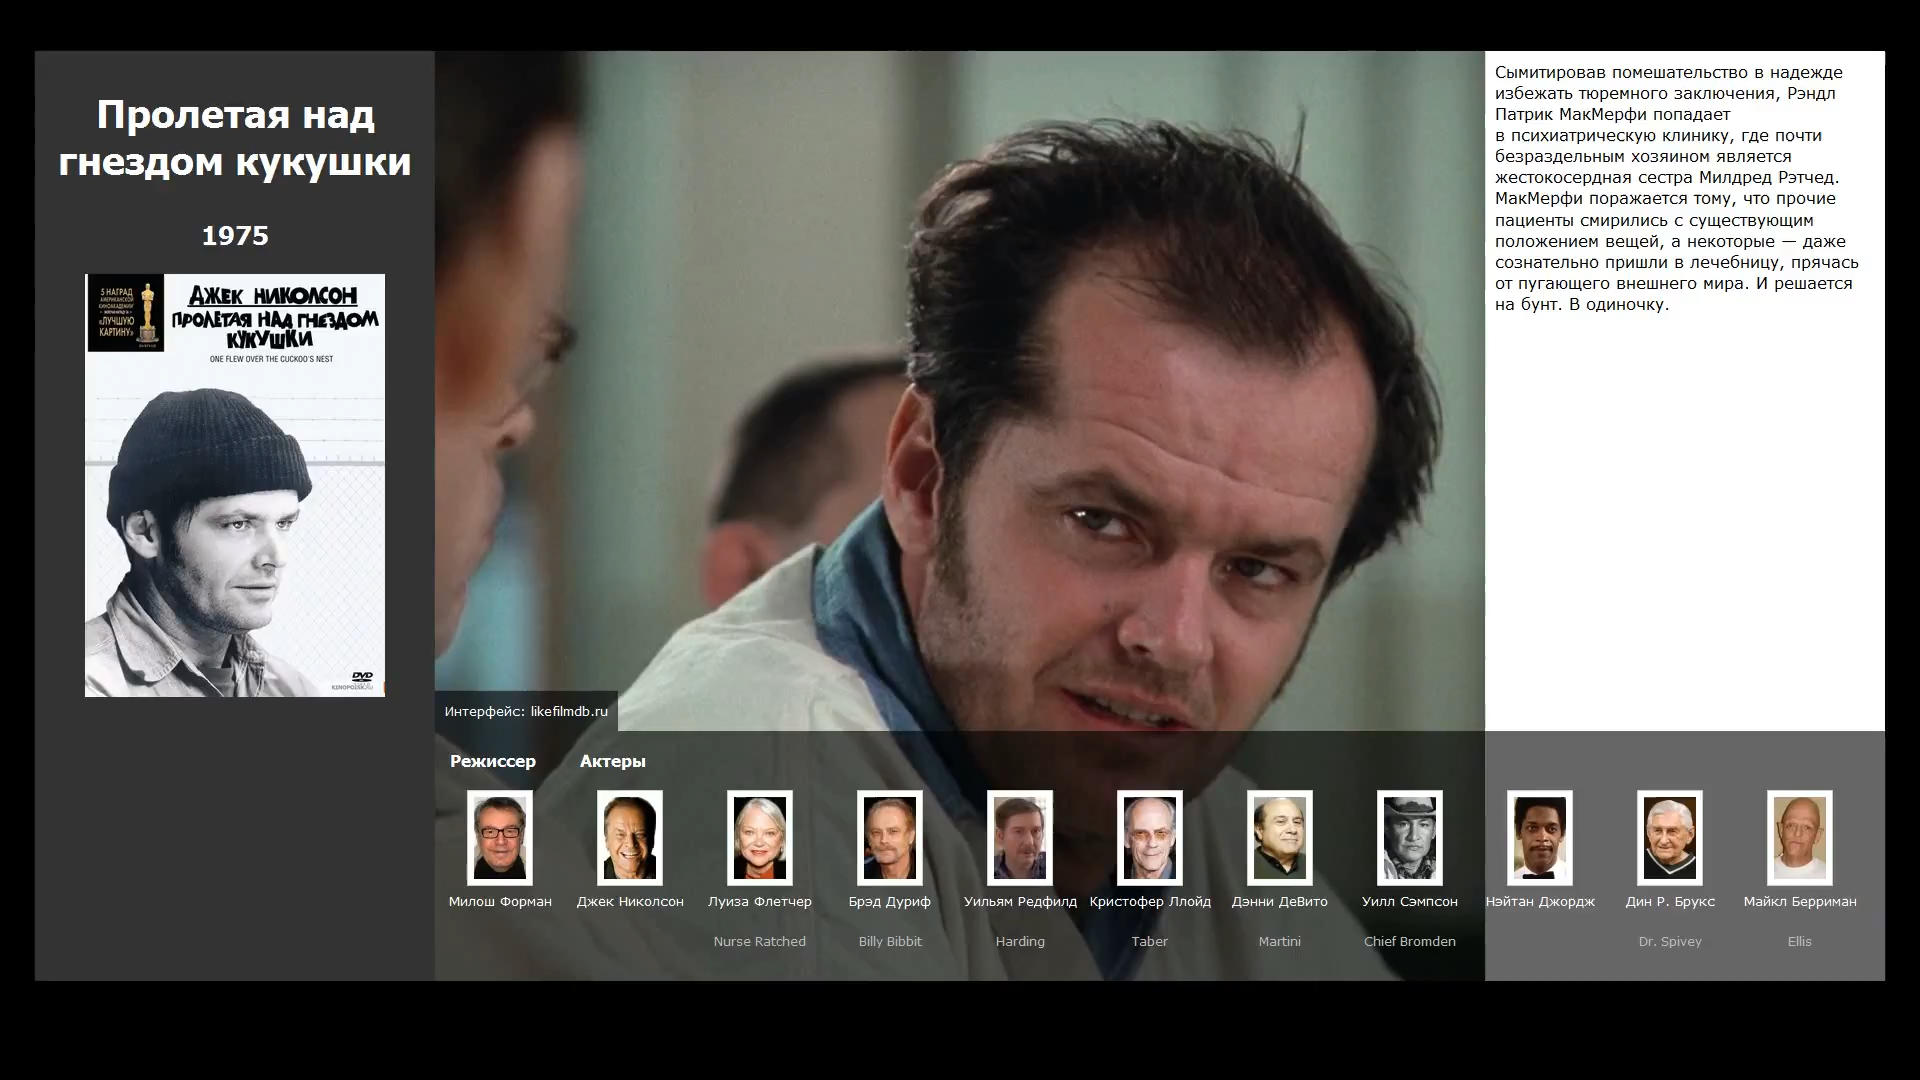 Пролетая над
гнездом кукушки
1975
5 НАГРАД
АМЕРИКАНСКОЙ
КИНОАКАДЕМИИ
«ЛУЧШУЮ
КАРТИНУ»
ДЖЕК НИКОЛСОН
ПРОЛЕТАЯ НАД ГНЕЗДОМ
КУКУШКИ
ONE FLEW OVER THE CUCKOO'S NEST
DVD
KINOPOISK.RU
Интерфейс: likefilmdb.ru
Сымитировав помешательство в надежде
избежать тюремного заключения, Рэндл
Патрик МакМерфи попадает
в психиатрическую клинику, где почти
безраздельным хозяином является
жестокосердная сестра Милдред Рэтчед.
МакМерфи поражается тому, что прочие
пациенты смирились с существующим
положением вещей, а некоторые — даже
сознательно пришли в лечебницу, прячась
от пугающего внешнего мира. И решается
на бунт. В одиночку.
Режиссер Актеры
Милош Форман Джек Николсон Луиза Флетчер Брэд Дуриф Уильям Редфилд Кристофер Ллойд Дэнни ДеВито Уилл Сэмпсон Нэйтан Джордж Дин Р. Брукс Майкл Берриман
Nurse Ratched Billy Bibbit Harding Taber Martini Chief Bromden Dr. Spivey Ellis